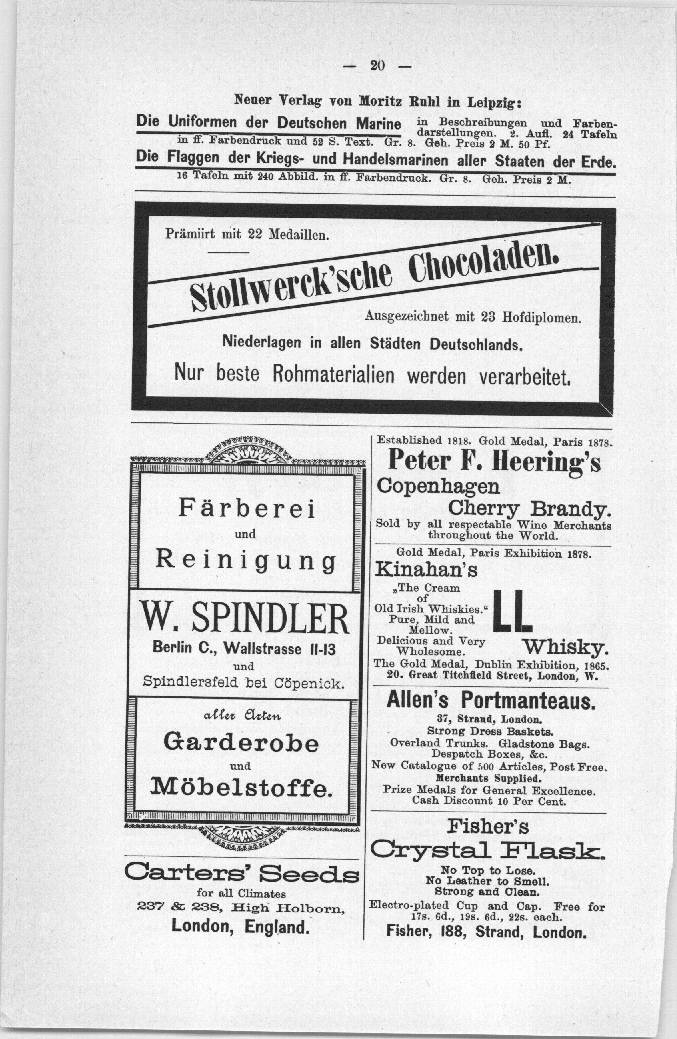 — 20 —
Neuer Verlag von Moritz Ruhl in Leipzig:
Die Uniformen der Deutschen Marine in Beschreibungen und Farben-
darstellungen. 2. Aufl. 24 Tafeln
in ff. Farbendruck und 52 S. Text. Gr. 8. Geh. Preis 2 M. 50 Pf.
Die Flaggen der Kriegs- und Handelsmarinen aller Staaten der Erde.
16 Tafeln mit 240 Abbild. in ff. Farbendruck. Gr. 8. Geh. Preis 2 M.
Prämiirt mit 22 Medaillen.
Stollwerck'sche Chocoladen.
Ausgezeichnet mit 23 Hofdiplomen.
Niederlagen in allen Städten Deutschlands.
Nur beste Rohmaterialien werden verarbeitet.
Färberei
und
Reinigung
W. SPINDLER
Berlin C., Wallstrasse 11-13
und
Spindlersfeld bei Cöpenick.
aller Arten
Garderobe
und
Möbelstoffe.
Carters' Seeds
for all Climates
237 & 238, High Holborn,
London, England.
Established 1818. Gold Medal, Paris 1878.
Peter F. Heering's
Copenhagen
Cherry Brandy.
Sold by all respectable Wine Merchants
throughout the World.
Gold Medal, Paris Exhibition 1878.
Kinahan's
„The Cream
of
Old Irish Whiskies."
Pure, Mild and
Mellow.
Delicious and Very
Wholesome.
LL
Whisky.
The Gold Medal, Dublin Exhibition, 1865.
20. Great Titchfield Street, London, W.
Allen's Portmanteaus.
37, Strand, London.
Strong Dress Baskets.
Overland Trunks. Gladstone Bags.
Despatch Boxes, &c.
New Catalogue of 500 Articles, Post Free.
Merchants Supplied.
Prize Medals for General Excellence.
Cash Discount 10 Per Cent.
Fisher's
Crystal Flask.
No Top to Lose.
No Leather to Smell.
Strong and Clean.
Electro-plated Cup and Cap. Free for
17s. 6d., 19s. 6d., 22s. each.
Fisher, 188, Strand, London.